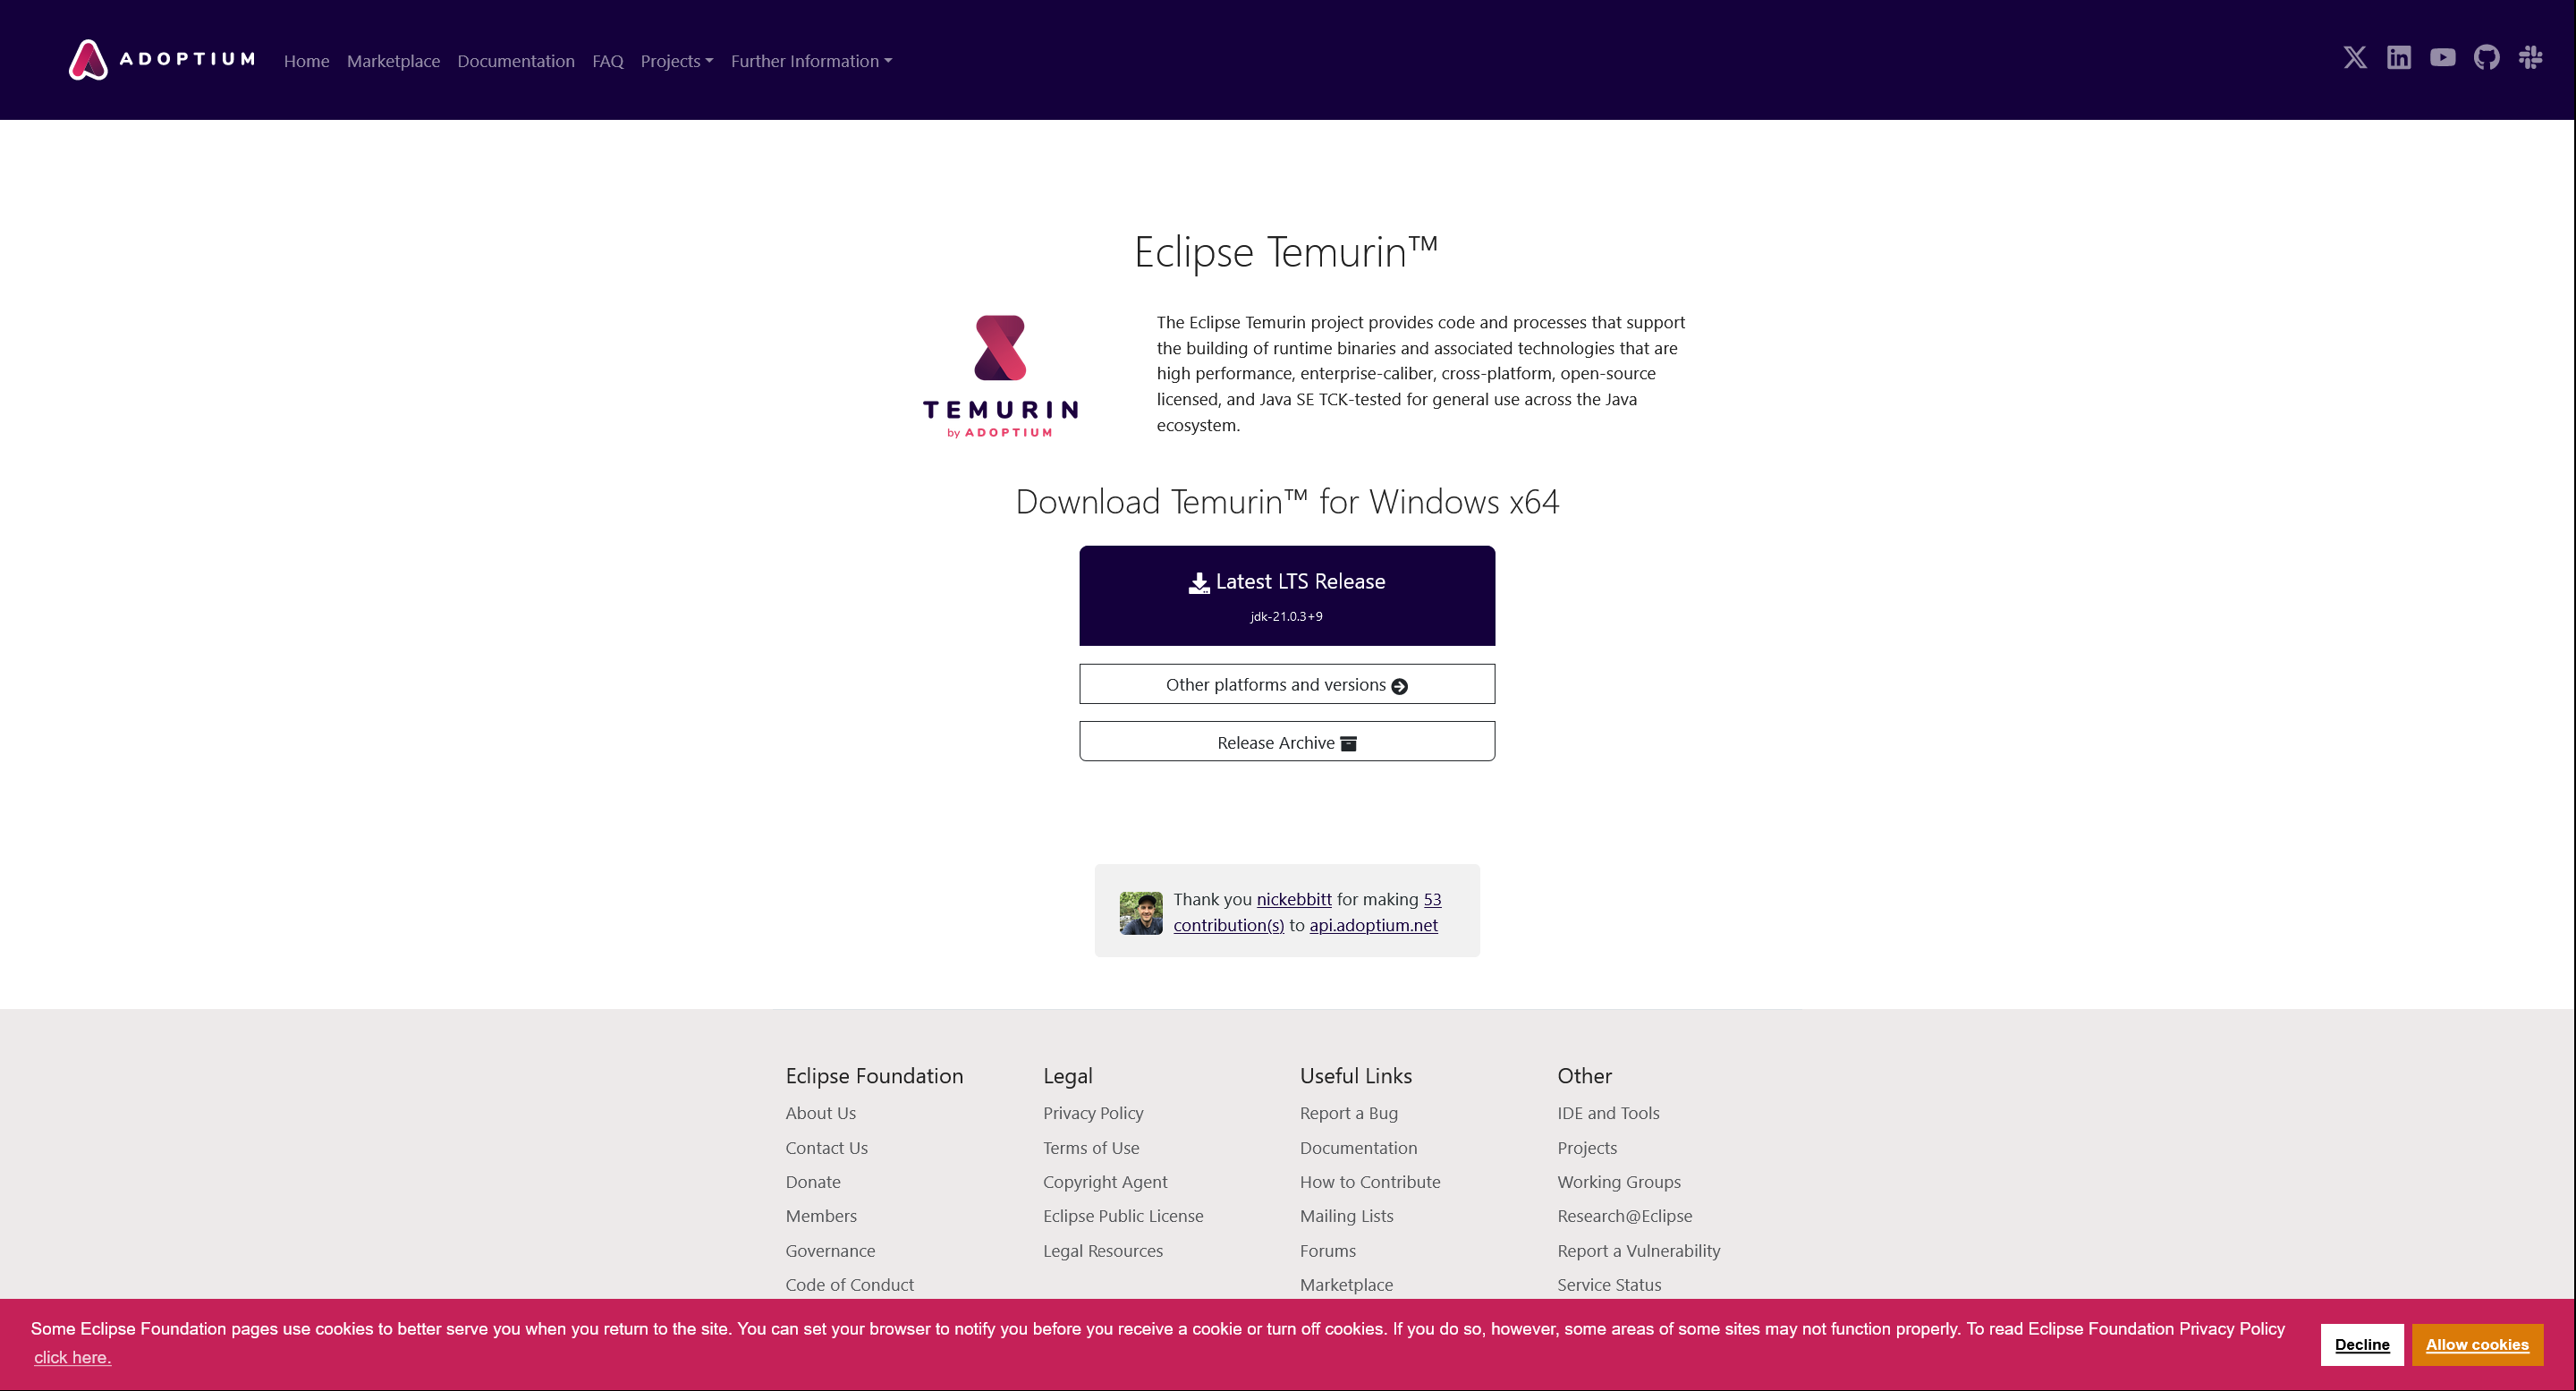 ADOPTIUM Home Marketplace Documentation FAQ Projects Further Information
Eclipse Temurin™
TEMURIN
by ADOPTIUM
The Eclipse Temurin project provides code and processes that support
the building of runtime binaries and associated technologies that are
high performance, enterprise-caliber, cross-platform, open-source
licensed, and Java SE TCK-tested for general use across the Java
ecosystem.
Download Temurin™ for Windows x64
Latest LTS Release
jdk-21.0.3+9
Other platforms and versions
Release Archive
Thank you nickebbitt for making 53
contribution(s) to api.adoptium.net
Eclipse Foundation
About Us
Contact Us
Donate
Members
Governance
Code of Conduct
Legal
Privacy Policy
Terms of Use
Copyright Agent
Eclipse Public License
Legal Resources
Useful Links
Report a Bug
Documentation
How to Contribute
Mailing Lists
Forums
Marketplace
Other
IDE and Tools
Projects
Working Groups
Research@Eclipse
Report a Vulnerability
Service Status
Some Eclipse Foundation pages use cookies to better serve you when you return to the site. You can set your browser to notify you before you receive a cookie or turn off cookies. If you do so, however, some areas of some sites may not function properly. To read Eclipse Foundation Privacy Policy
click here.
Decline
Allow cookies